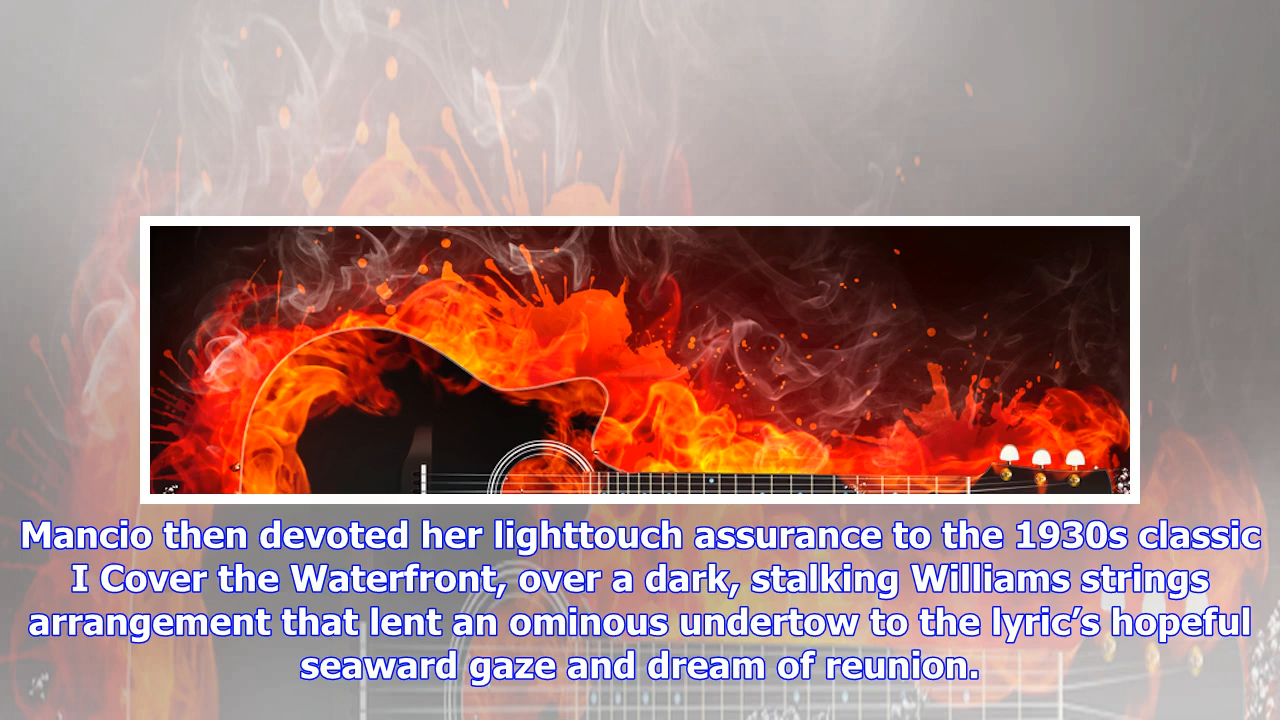 Mancio then devoted her lighttouch assurance to the 1930s classic
I Cover the Waterfront, over a dark, stalking Williams strings
arrangement that lent an ominous undertow to the lyric’s hopeful
seaward gaze and dream of reunion.